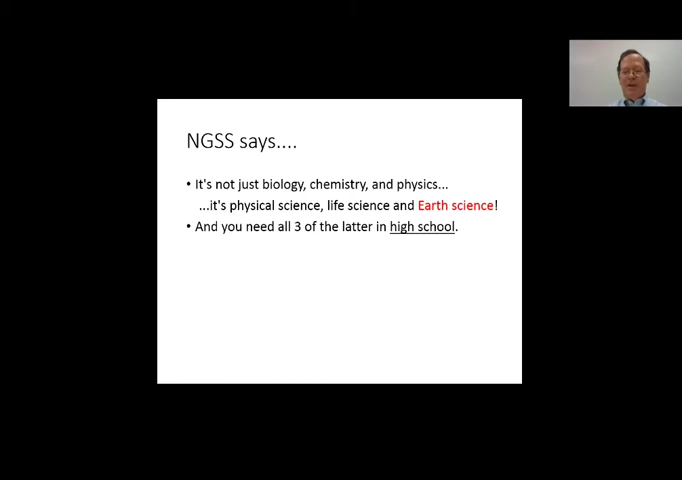 NGSS says....
• It's not just biology, chemistry, and physics...
...it's physical science, life science and Earth science!
• And you need all 3 of the latter in high school.